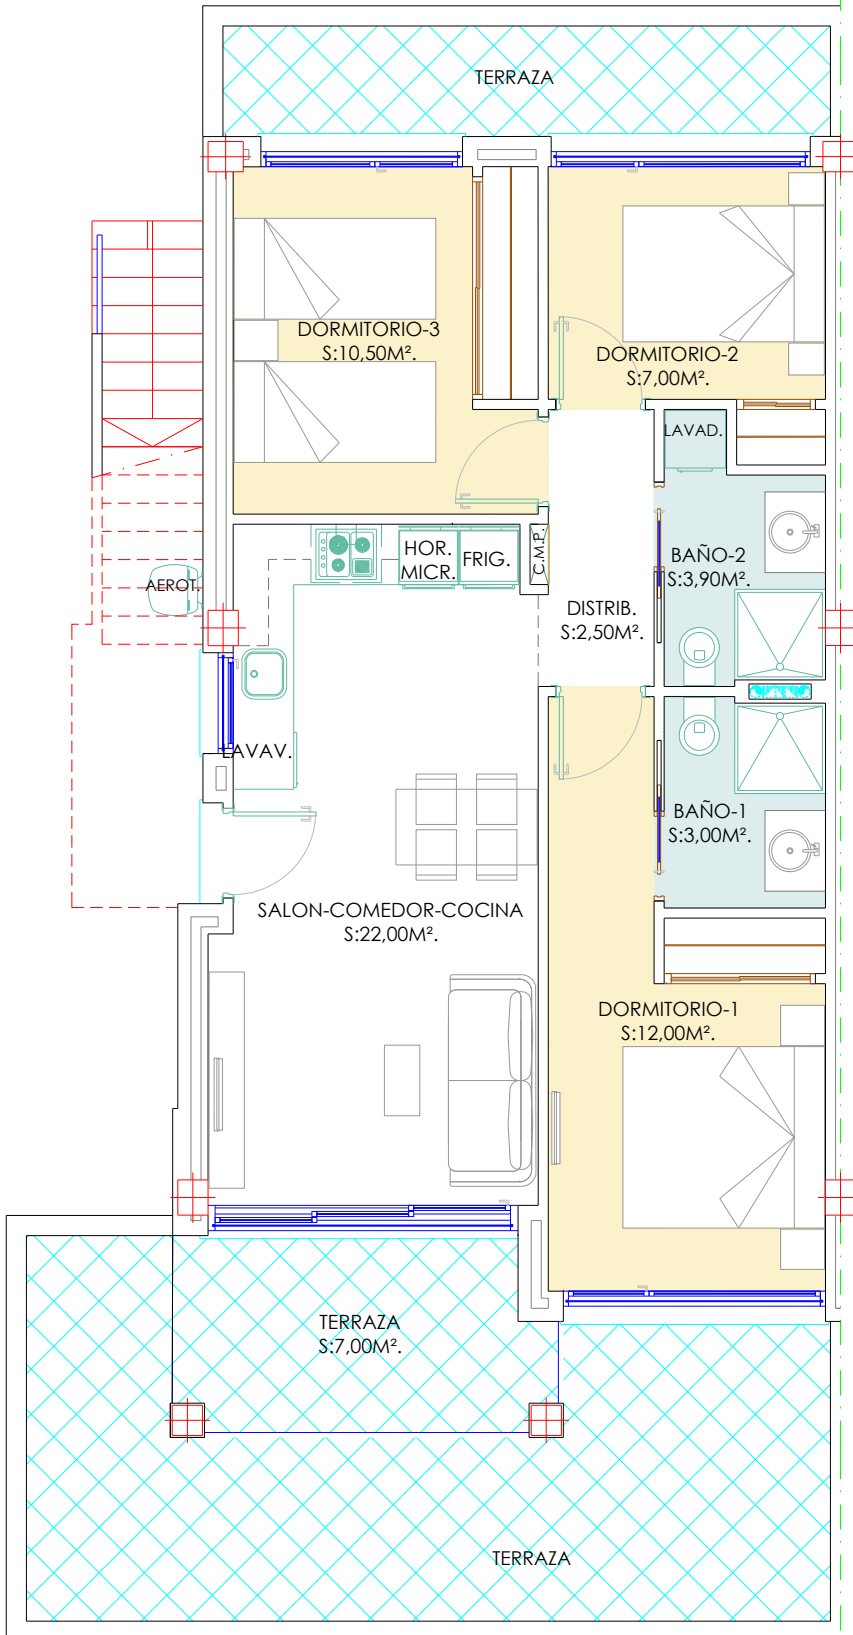 TERRAZA
DORMITORIO-3
S:10,50M².
DORMITORIO-2
S:7,00M².
LAVAD.
HOR.
MICR.
FRIG.
C.M.P.
BAÑO-2
S:3,90M².
AEROT.
DISTRIB.
S:2,50M².
LAVAV.
BAÑO-1
S:3,00M².
SALON-COMEDOR-COCINA
S:22,00M².
DORMITORIO-1
S:12,00M².
TERRAZA
S:7,00M².
TERRAZA